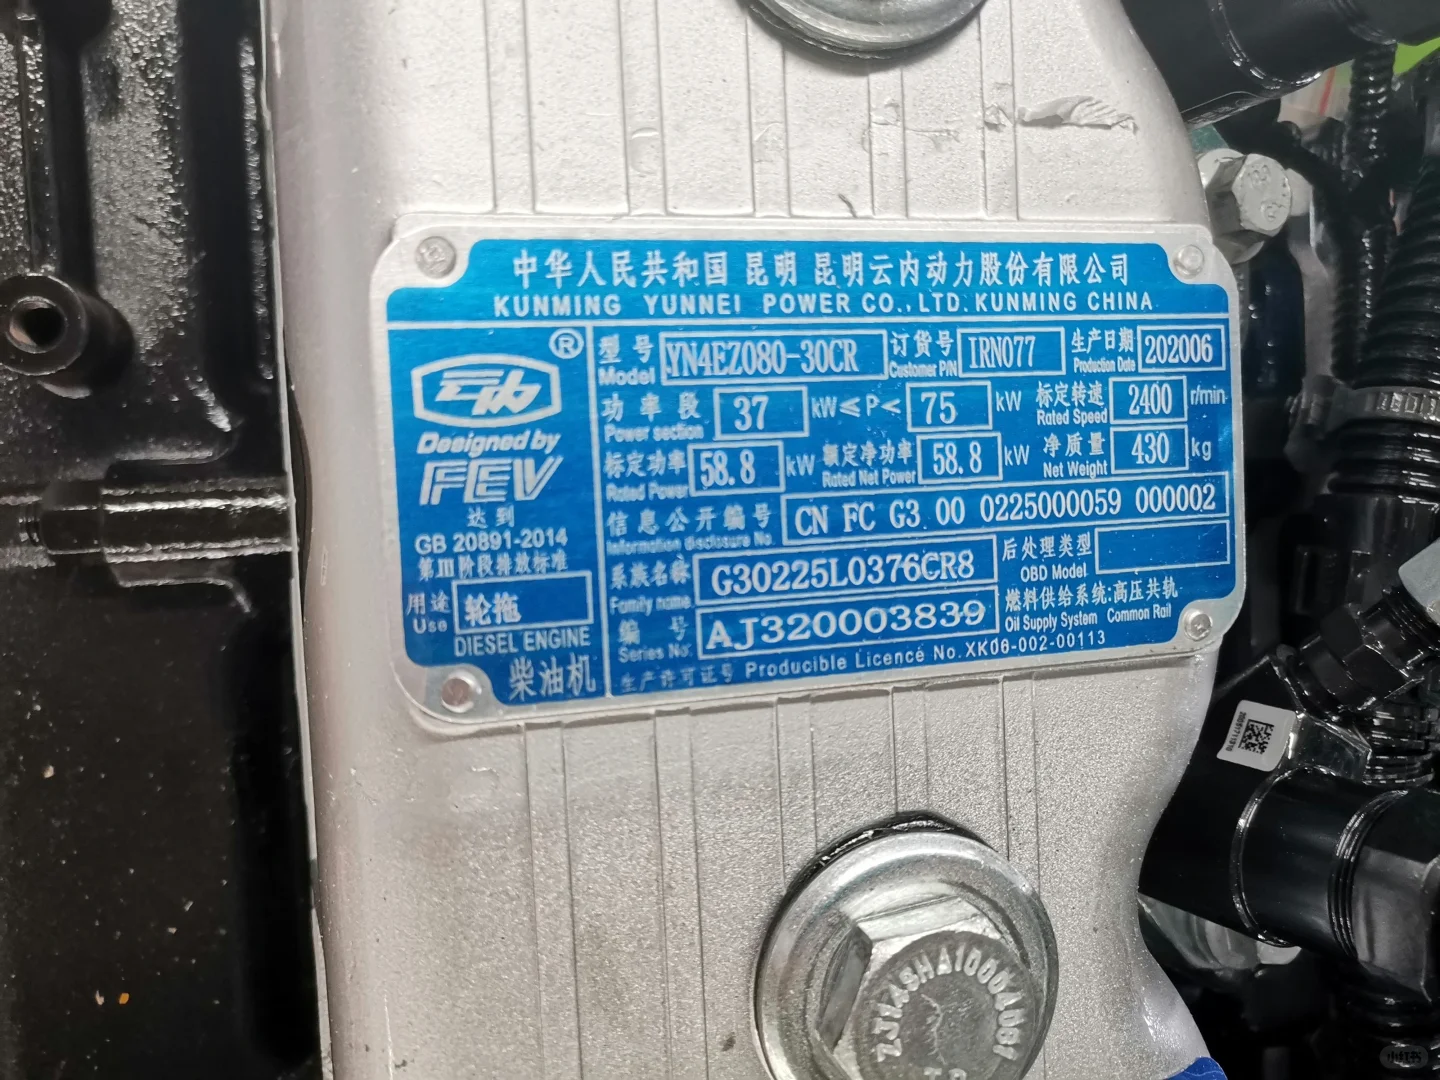 中华人民共和国 昆明 昆明云内动力股份有限公司
KUNMING YUNNEI POWER CO.,LTD. KUNMING CHINA
®
Designed by
FEV
达到
GB 20891-2014
第III阶段排放标准
用途 轮拖
Use
DIESEL ENGINE
柴油机
型号 YN4EZ080-30CR 订货号 IRN077 生产日期 202006
Model Customer P/N Production Date
功率段 37 kW≤P< 75 kW 标定转速 2400 r/min
Power section Rated Speed
标定功率 58.8 kW 额定净功率 58.8 kW 净质量 430 kg
Rated Power Rated Net Power Net Weight
信息公开编号 CN FC G3 00 0225000059 000002
Information disclosure No.
系族名称 G30225L0376CR8 后处理类型
Family name OBD Model
编号 AJ320003839 燃料供给系统:高压共轨
Series No. Oil Supply System Common Rail
生产许可证号 Producible Licence No.XK06-002-00113
小红书